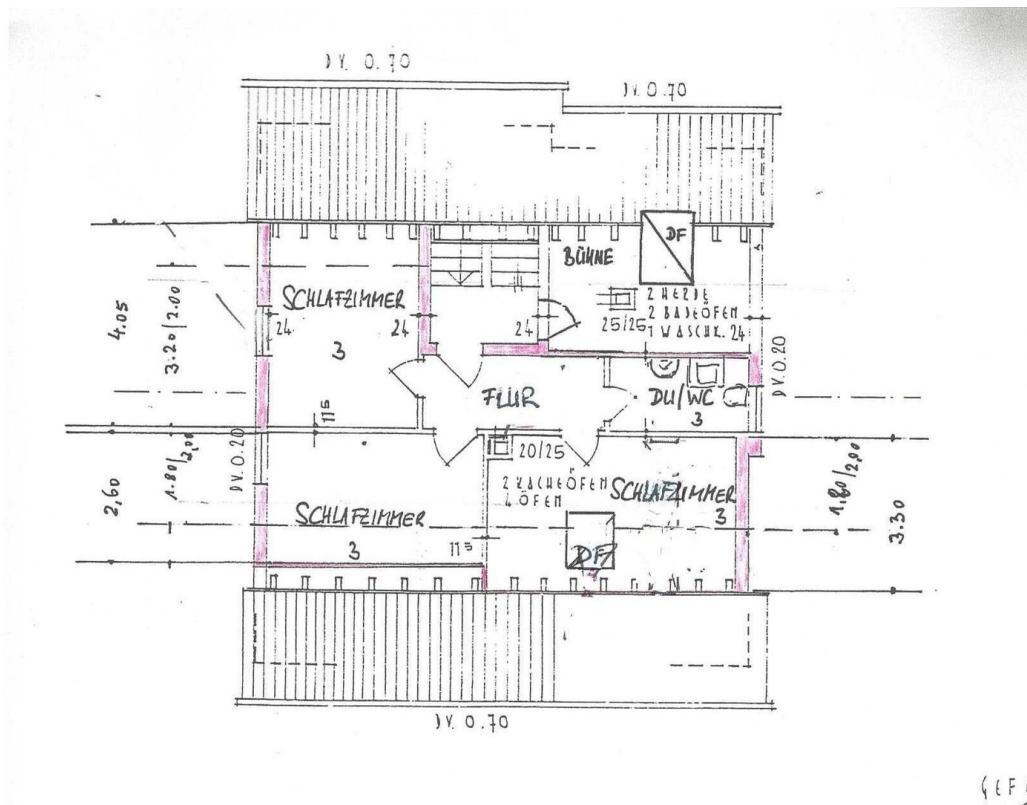 DV. 0.70
DV. 0.70
DF
BÜHNE
SCHLAFZIMMER
3
24
24
24
25/25
2 HERDE
2 BADEÖFEN
1 WASCHK. 24
4.05
3.20/2.00
11⁵
FLUR
DU/WC
3
DV.0.20
DV.0.20
20/25
2 KACHELÖFEN
4 ÖFEN
SCHLAFZIMMER
3
SCHLAFZIMMER
3
11⁵
DF
2,60
1.80/2,00
1,80/2,00
3.30
DV. 0.70